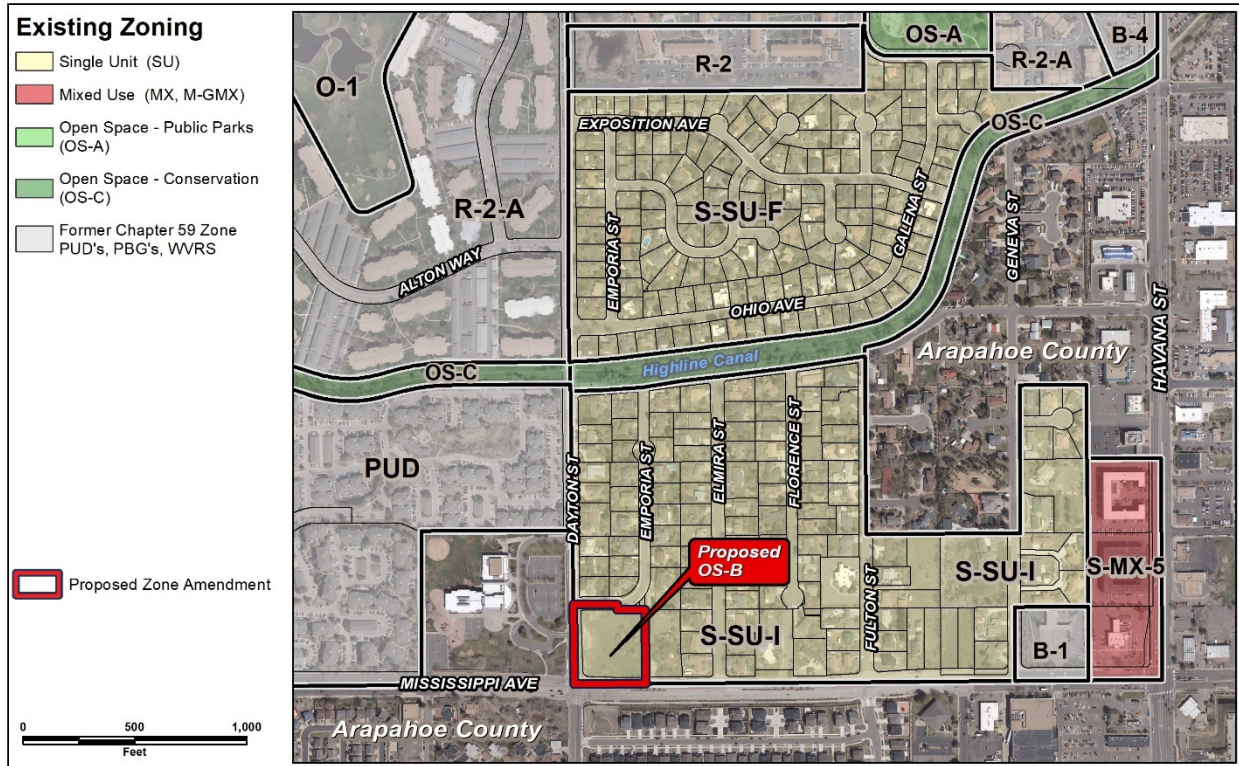 Existing Zoning
Single Unit (SU)
Mixed Use (MX, M-GMX)
Open Space - Public Parks
(OS-A)
Open Space - Conservation
(OS-C)
Former Chapter 59 Zone
PUD's, PBG's, WVRS
Proposed Zone Amendment
0 500 1,000
Feet
O-1
R-2
OS-A
R-2-A
B-4
EXPOSITION AVE
OS-C
R-2-A
S-SU-F
EMPORIA ST
GALENA ST
GENEVA ST
ALTON WAY
OHIO AVE
HAVANA ST
Highline Canal
Arapahoe County
OS-C
PUD
DAYTON ST
EMPORIA ST
ELMIRA ST
FLORENCE ST
Proposed
OS-B
FULTON ST
S-SU-I
S-MX-5
S-SU-I
B-1
MISSISSIPPI AVE
Arapahoe County